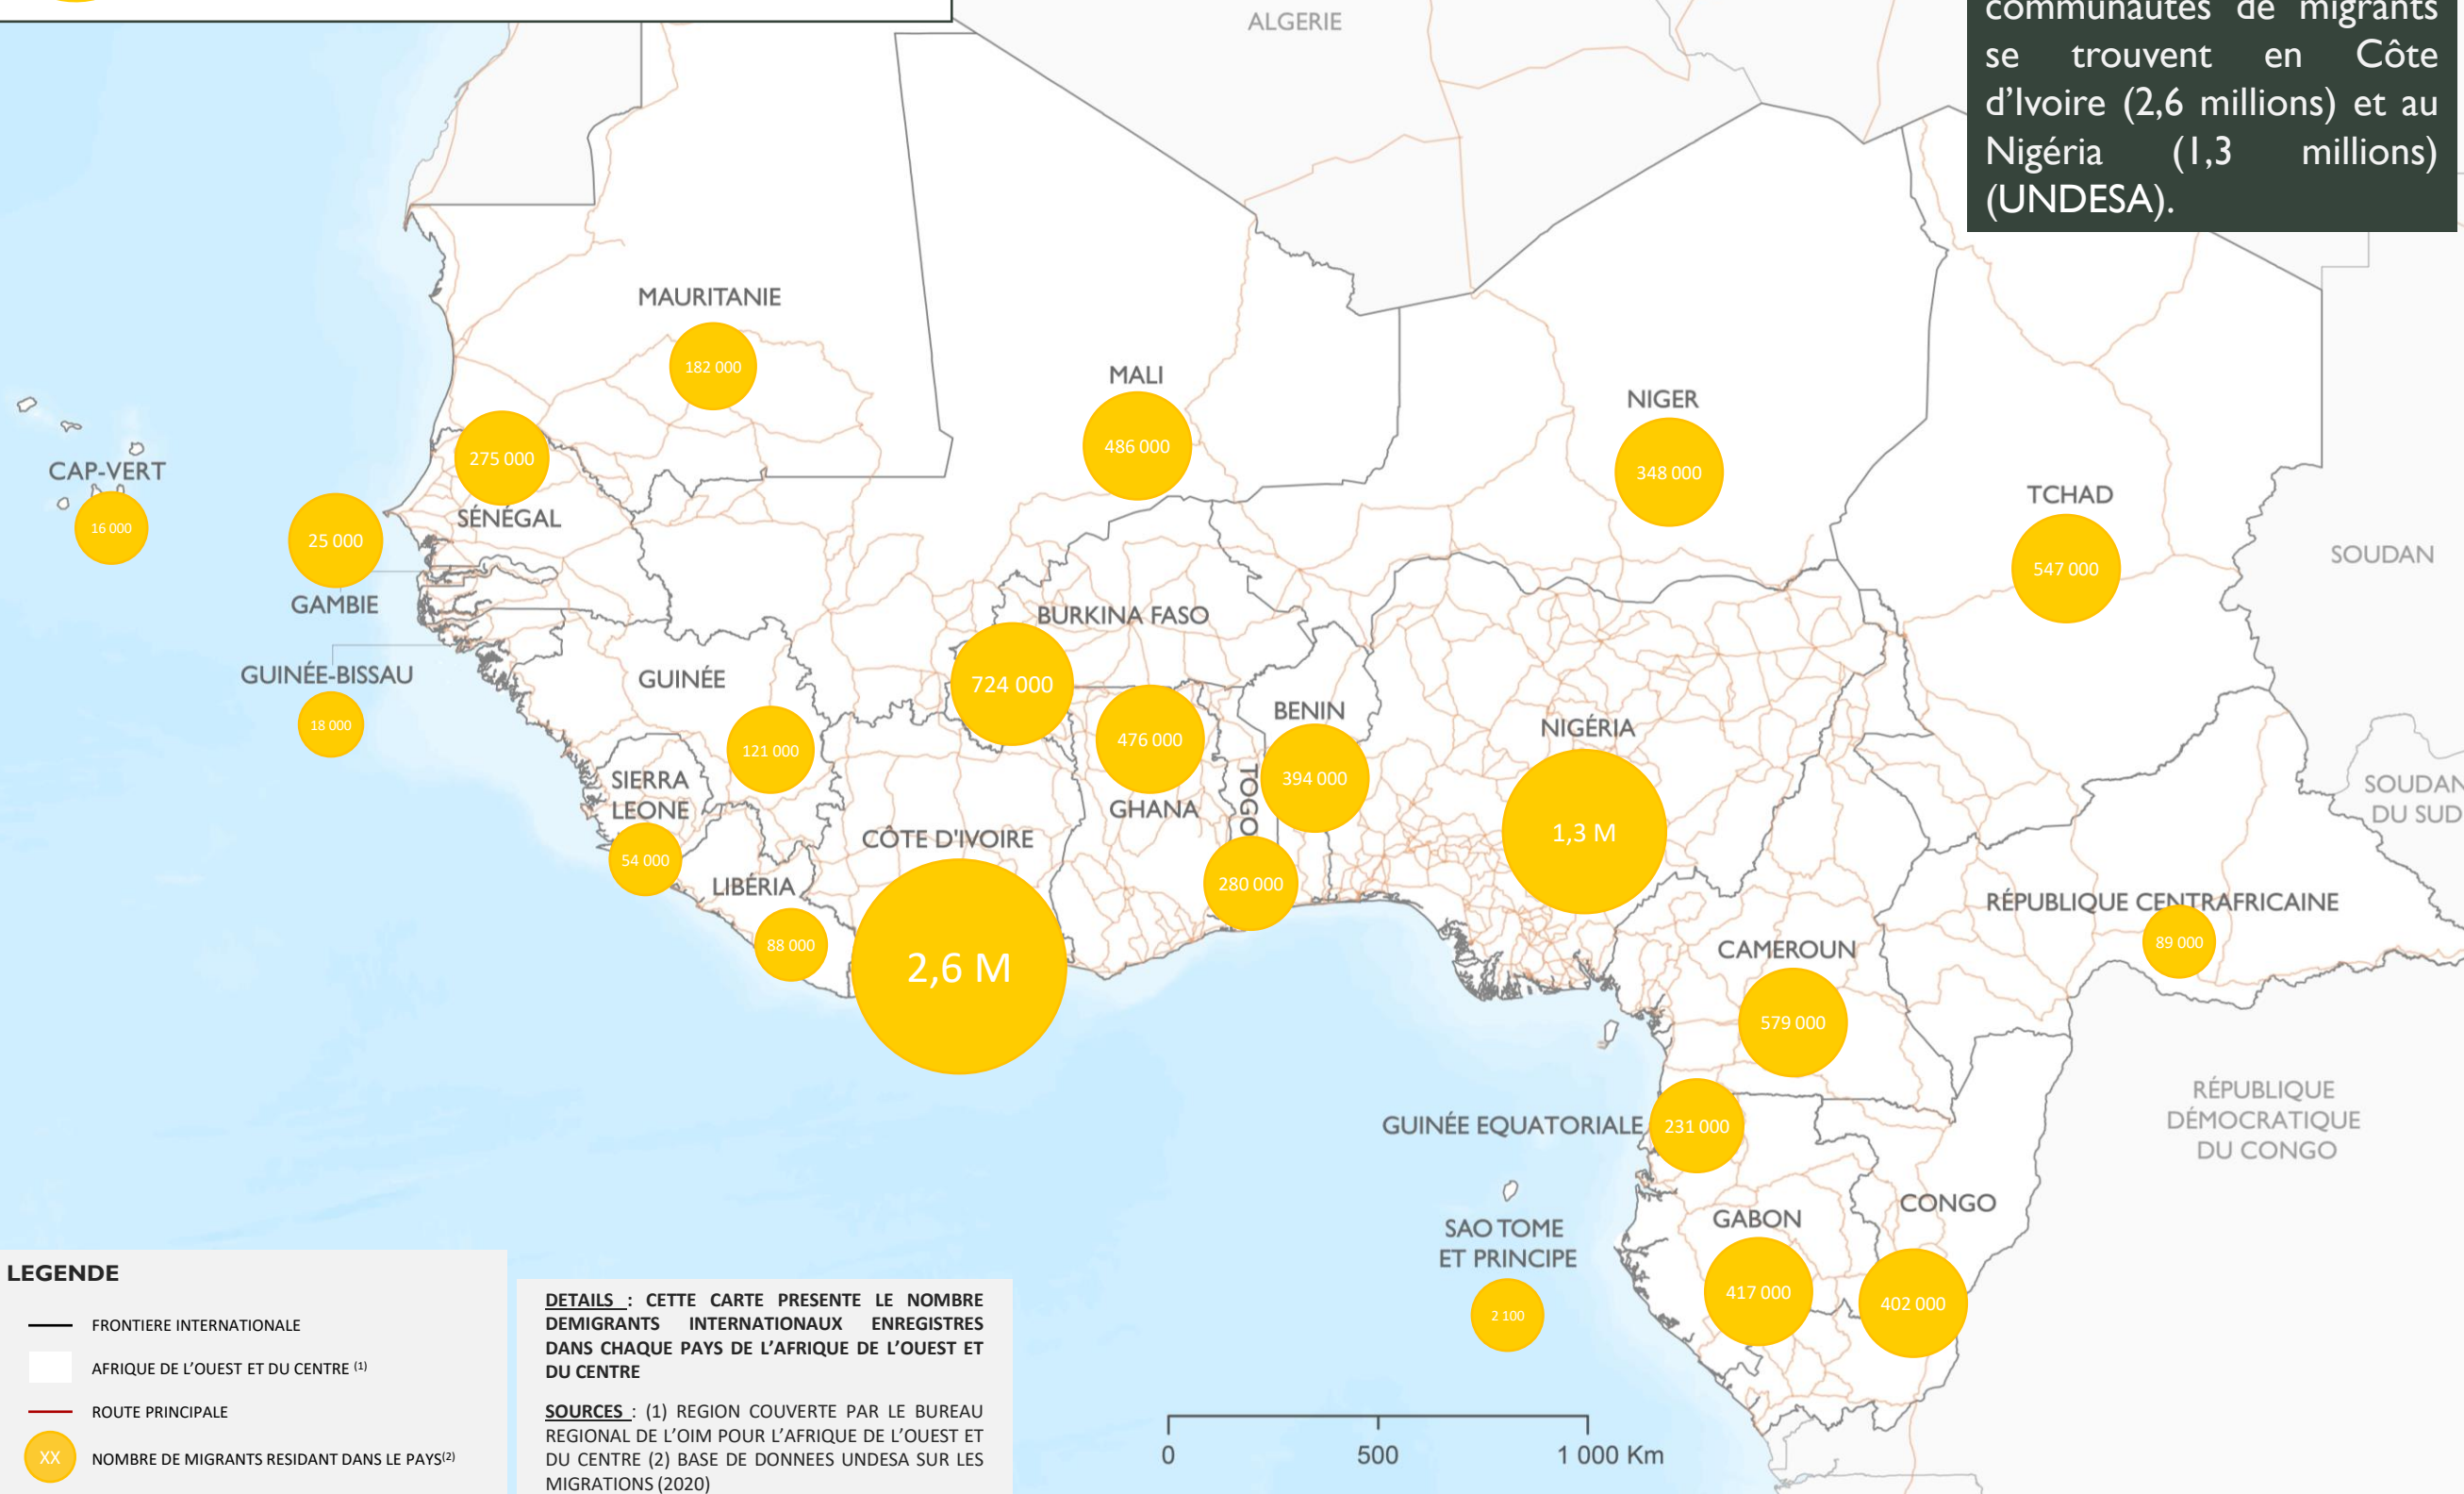 communautés de migrants
se trouvent en Côte
d'Ivoire (2,6 millions) et au
Nigéria (1,3 millions)
(UNDESA).
ALGERIE
MAURITANIE
182 000
MALI
486 000
NIGER
348 000
TCHAD
547 000
SOUDAN
CAP-VERT
16 000
275 000
SÉNÉGAL
25 000
GAMBIE
GUINÉE-BISSAU
18 000
GUINÉE
121 000
BURKINA FASO
724 000
476 000
GHANA
TOGO
280 000
BENIN
394 000
NIGÉRIA
1,3 M
SIERRA
LEONE
54 000
LIBÉRIA
88 000
CÔTE D'IVOIRE
2,6 M
SOUDAN
DU SUD
RÉPUBLIQUE CENTRAFRICAINE
89 000
CAMEROUN
579 000
GUINÉE EQUATORIALE
231 000
RÉPUBLIQUE
DÉMOCRATIQUE
DU CONGO
SAO TOME
ET PRINCIPE
2 100
GABON
417 000
CONGO
402 000
LEGENDE
FRONTIERE INTERNATIONALE
AFRIQUE DE L'OUEST ET DU CENTRE (1)
ROUTE PRINCIPALE
XX NOMBRE DE MIGRANTS RESIDANT DANS LE PAYS(2)
DETAILS : CETTE CARTE PRESENTE LE NOMBRE
DEMIGRANTS INTERNATIONAUX ENREGISTRES
DANS CHAQUE PAYS DE L'AFRIQUE DE L'OUEST ET
DU CENTRE
SOURCES : (1) REGION COUVERTE PAR LE BUREAU
REGIONAL DE L'OIM POUR L'AFRIQUE DE L'OUEST ET
DU CENTRE (2) BASE DE DONNEES UNDESA SUR LES
MIGRATIONS (2020)
0 500 1 000 Km